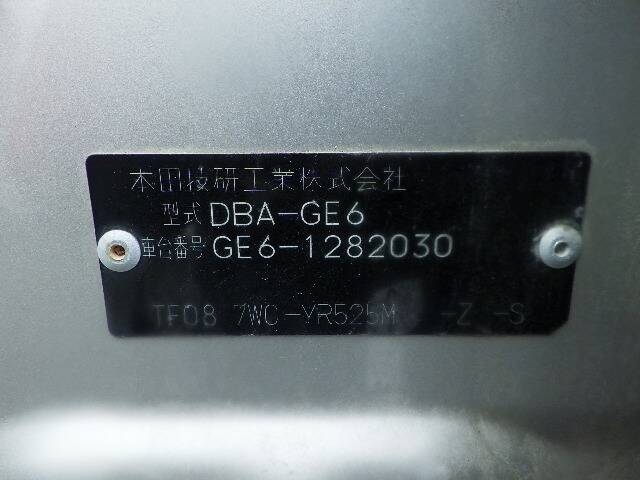 本田技研工業株式会社
型式 DBA-GE6
車台番号 GE6-1282030
TF08 7WC-YR525M -Z -S